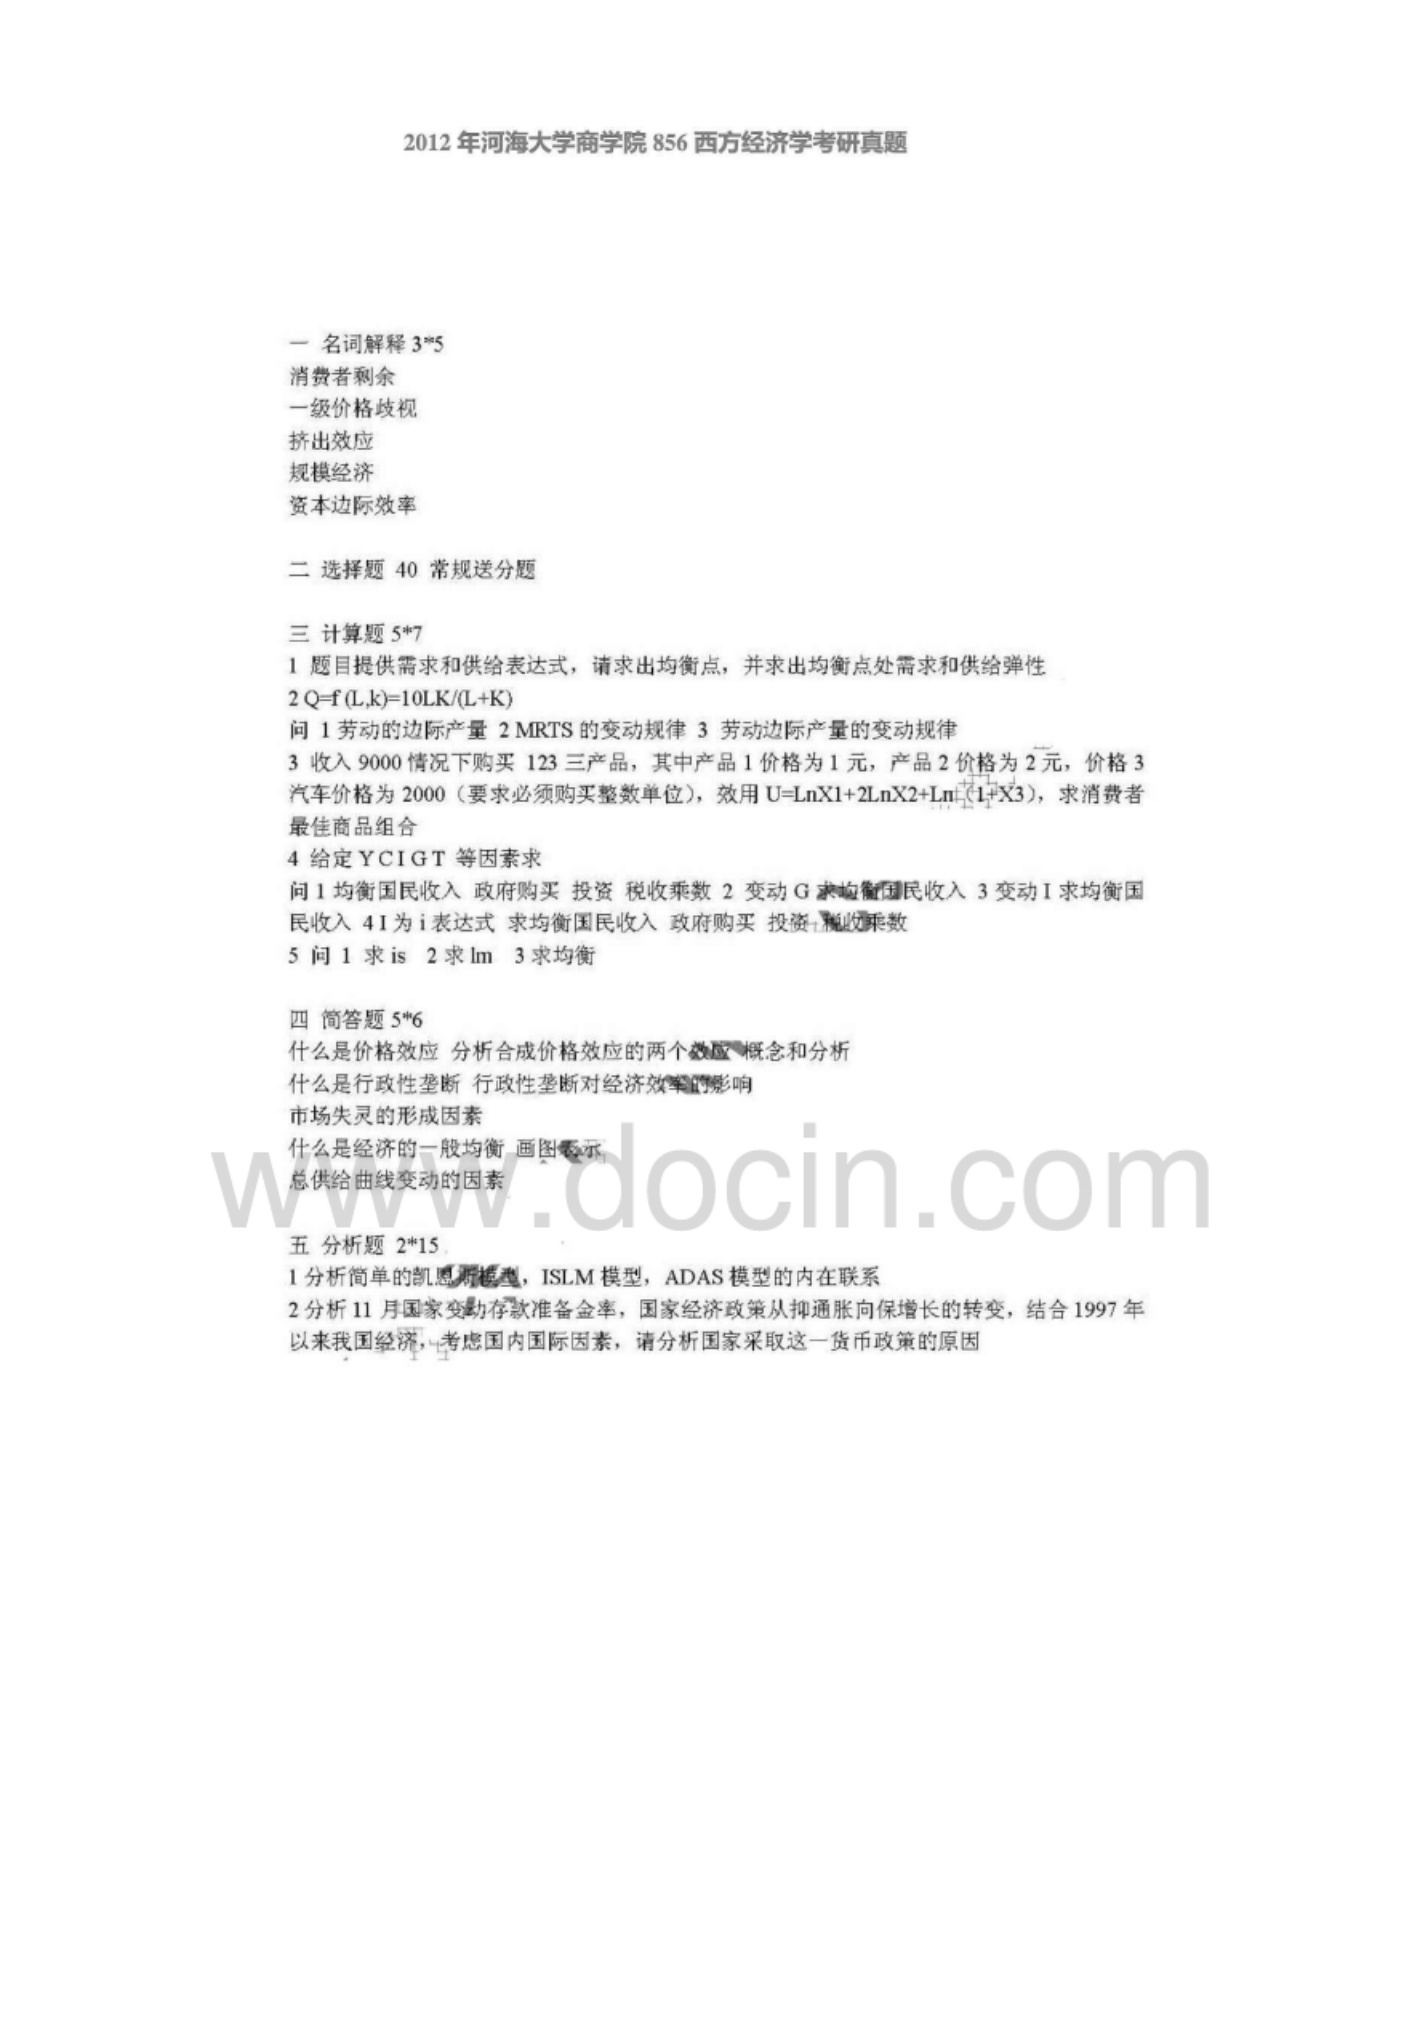 2012 年河海大学商学院 856 西方经济学考研真题
一 名词解释 3*5
消费者剩余
一级价格歧视
挤出效应
规模经济
资本边际效率
二 选择题 40 常规送分题
三 计算题 5*7
1 题目提供需求和供给表达式，请求出均衡点，并求出均衡点处需求和供给弹性
2 Q=f (L,k)=10LK/(L+K)
问 1 劳动的边际产量 2 MRTS 的变动规律 3 劳动边际产量的变动规律
3 收入 9000 情况下购买 123 三产品，其中产品 1 价格为 1 元，产品 2 价格为 2 元，价格 3
汽车价格为 2000（要求必须购买整数单位），效用 U=LnX1+2LnX2+Ln（1+X3），求消费者
最佳商品组合
4 给定 Y C I G T 等因素求
问 1 均衡国民收入 政府购买 投资 税收乘数 2 变动 G 求均衡国民收入 3 变动 I 求均衡国
民收入 4 I 为 i 表达式 求均衡国民收入 政府购买 投资 税收乘数
5 问 1 求 is 2 求 lm 3 求均衡
四 简答题 5*6
什么是价格效应 分析合成价格效应的两个效应 概念和分析
什么是行政性垄断 行政性垄断对经济效率的影响
市场失灵的形成因素
什么是经济的一般均衡 画图表示
总供给曲线变动的因素
www.docin.com
五 分析题 2*15
1 分析简单的凯恩斯模型，ISLM 模型，ADAS 模型的内在联系
2 分析 11 月国家变动存款准备金率，国家经济政策从抑通胀向保增长的转变，结合 1997 年
以来我国经济，考虑国内国际因素，请分析国家采取这一货币政策的原因